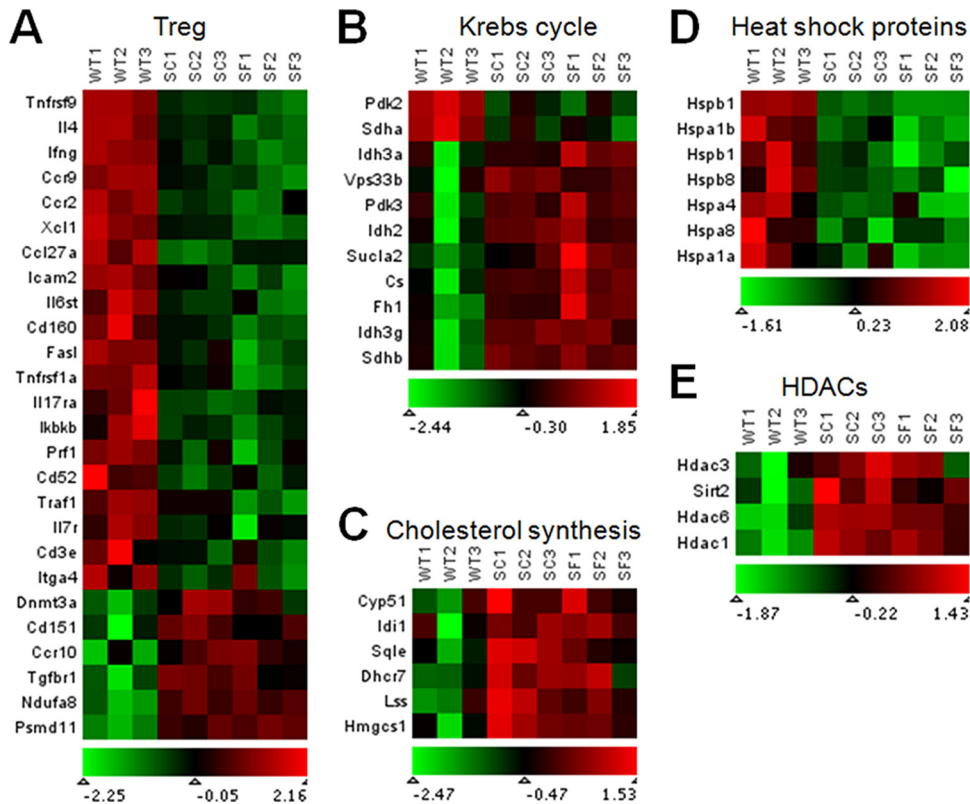 A Treg
WT1 WT2 WT3 SC1 SC2 SC3 SF1 SF2 SF3
Tnfrsf9
Il4
Ifng
Ccr9
Ccr2
Xcl1
Ccl27a
Icam2
Il6st
Cd160
Fasl
Tnfrsf1a
Il17ra
Ikbkb
Prf1
Cd52
Traf1
Il7r
Cd3e
Itga4
Dnmt3a
Cd151
Ccr10
Tgfbr1
Ndufa8
Psmd11
-2.25 -0.05 2.16
B Krebs cycle
WT1 WT2 WT3 SC1 SC2 SC3 SF1 SF2 SF3
Pdk2
Sdha
Idh3a
Vps33b
Pdk3
Idh2
Sucla2
Cs
Fh1
Idh3g
Sdhb
-2.44 -0.30 1.85
C Cholesterol synthesis
WT1 WT2 WT3 SC1 SC2 SC3 SF1 SF2 SF3
Cyp51
Idi1
Sqle
Dhcr7
Lss
Hmgcs1
-2.47 -0.47 1.53
D Heat shock proteins
WT1 WT2 WT3 SC1 SC2 SC3 SF1 SF2 SF3
Hspb1
Hspa1b
Hspb1
Hspb8
Hspa4
Hspa8
Hspa1a
-1.61 0.23 2.08
E HDACs
WT1 WT2 WT3 SC1 SC2 SC3 SF1 SF2 SF3
Hdac3
Sirt2
Hdac6
Hdac1
-1.87 -0.22 1.43